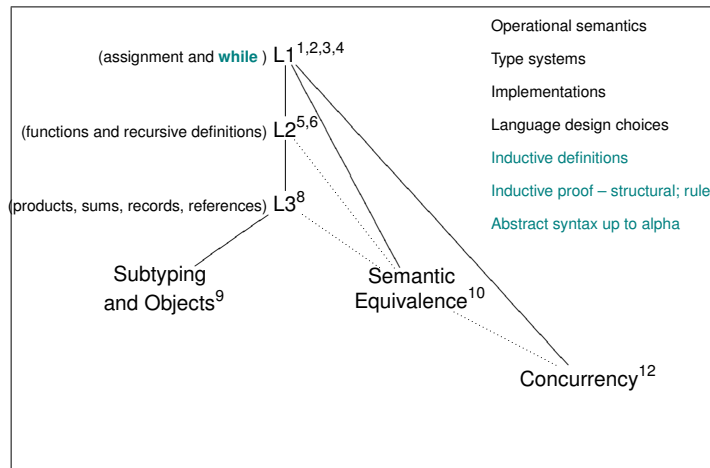 Operational semantics
(assignment and while ) L1 1,2,3,4
Type systems
Implementations
Language design choices
(functions and recursive definitions) L2 5,6
Inductive definitions
Inductive proof – structural; rule
(products, sums, records, references) L3 8
Abstract syntax up to alpha
Subtyping
and Objects 9
Semantic
Equivalence 10
Concurrency 12